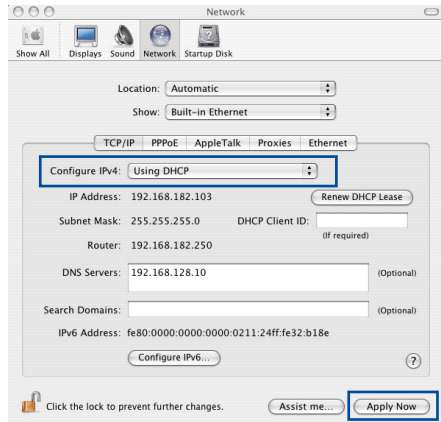 Network
Show All Displays Sound Network Startup Disk
Location: Automatic
Show: Built-in Ethernet
TCP/IP PPPoE AppleTalk Proxies Ethernet
Configure IPv4: Using DHCP
IP Address: 192.168.182.103 Renew DHCP Lease
Subnet Mask: 255.255.255.0 DHCP Client ID:
(If required)
Router: 192.168.182.250
DNS Servers: 192.168.128.10 (Optional)
Search Domains: (Optional)
IPv6 Address: fe80:0000:0000:0000:0211:24ff:fe32:b18e
Configure IPv6...
?
Click the lock to prevent further changes. Assist me... Apply Now